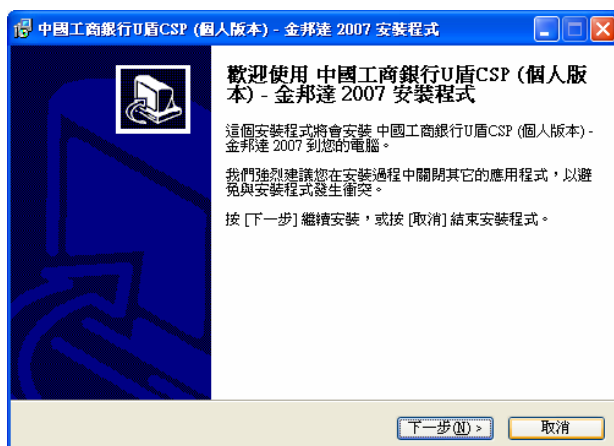 中國工商銀行U盾CSP (個人版本) - 金邦達 2007 安裝程式
歡迎使用 中國工商銀行U盾CSP (個人版
本) - 金邦達 2007 安裝程式
這個安裝程式將會安裝 中國工商銀行U盾CSP (個人版本) -
金邦達 2007 到您的電腦。
我們強烈建議您在安裝過程中關閉其它的應用程式，以避
免與安裝程式發生衝突。
按 [下一步] 繼續安裝，或按 [取消] 結束安裝程式。
下一步(N) >
取消